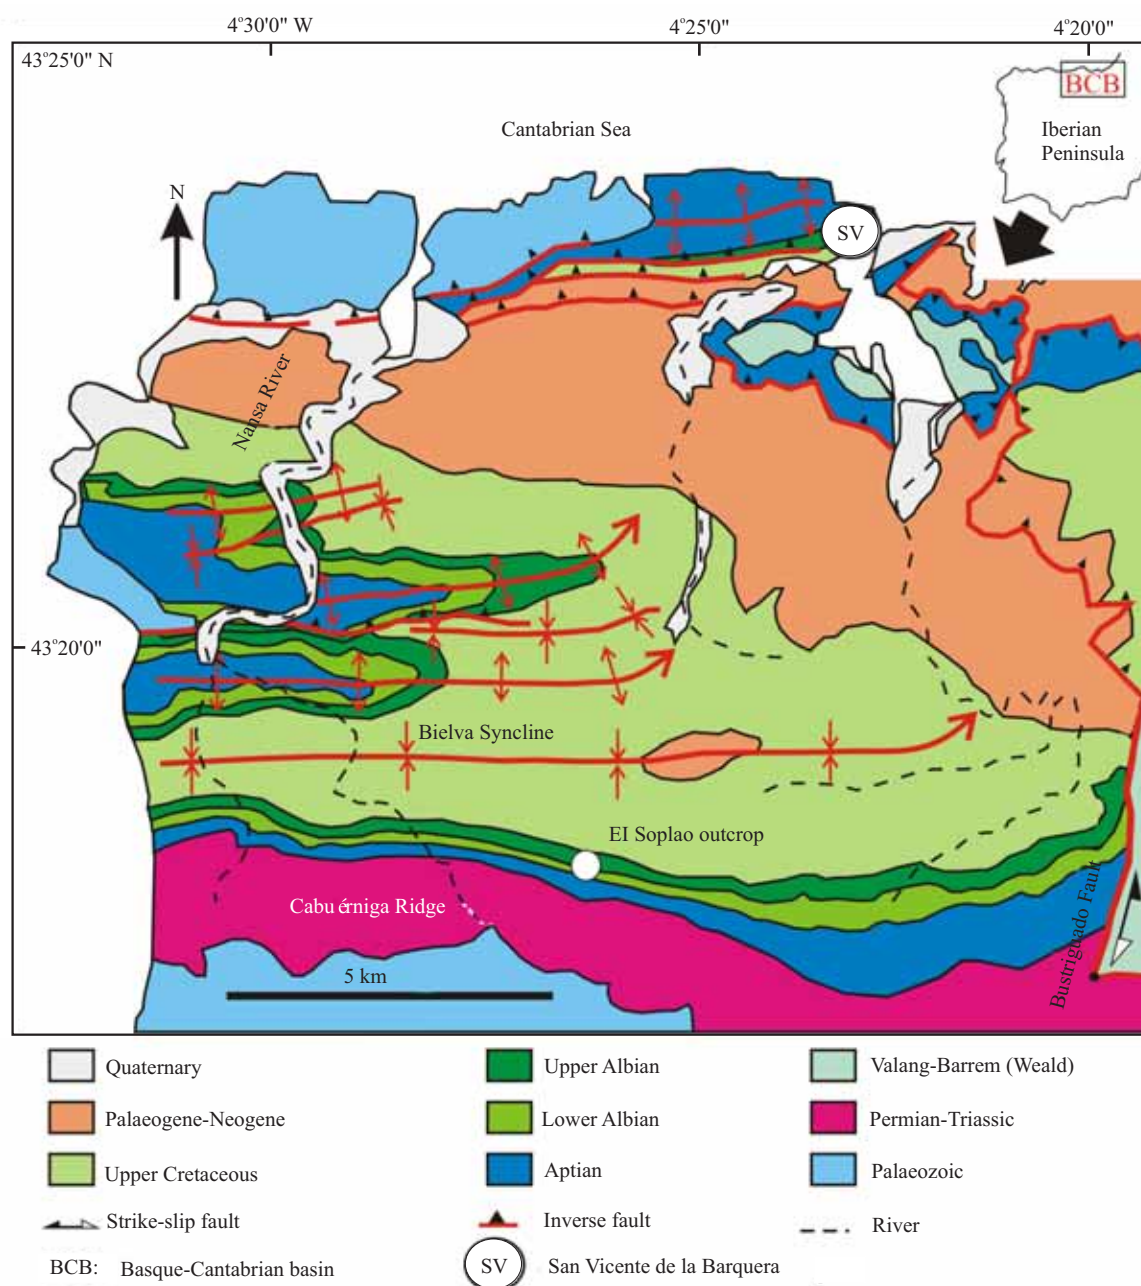 4°30'0" W
4°25'0"
4°20'0"
43°25'0" N
BCB
Cantabrian Sea
Iberian
Peninsula
N
SV
Nansa River
43°20'0"
Bielva Syncline
EI Soplao outcrop
Cabu érniga Ridge
Bustriguado Fault
5 km
Quaternary
Upper Albian
Valang-Barrem (Weald)
Palaeogene-Neogene
Lower Albian
Permian-Triassic
Upper Cretaceous
Aptian
Palaeozoic
Strike-slip fault
Inverse fault
River
BCB: Basque-Cantabrian basin
SV San Vicente de la Barquera